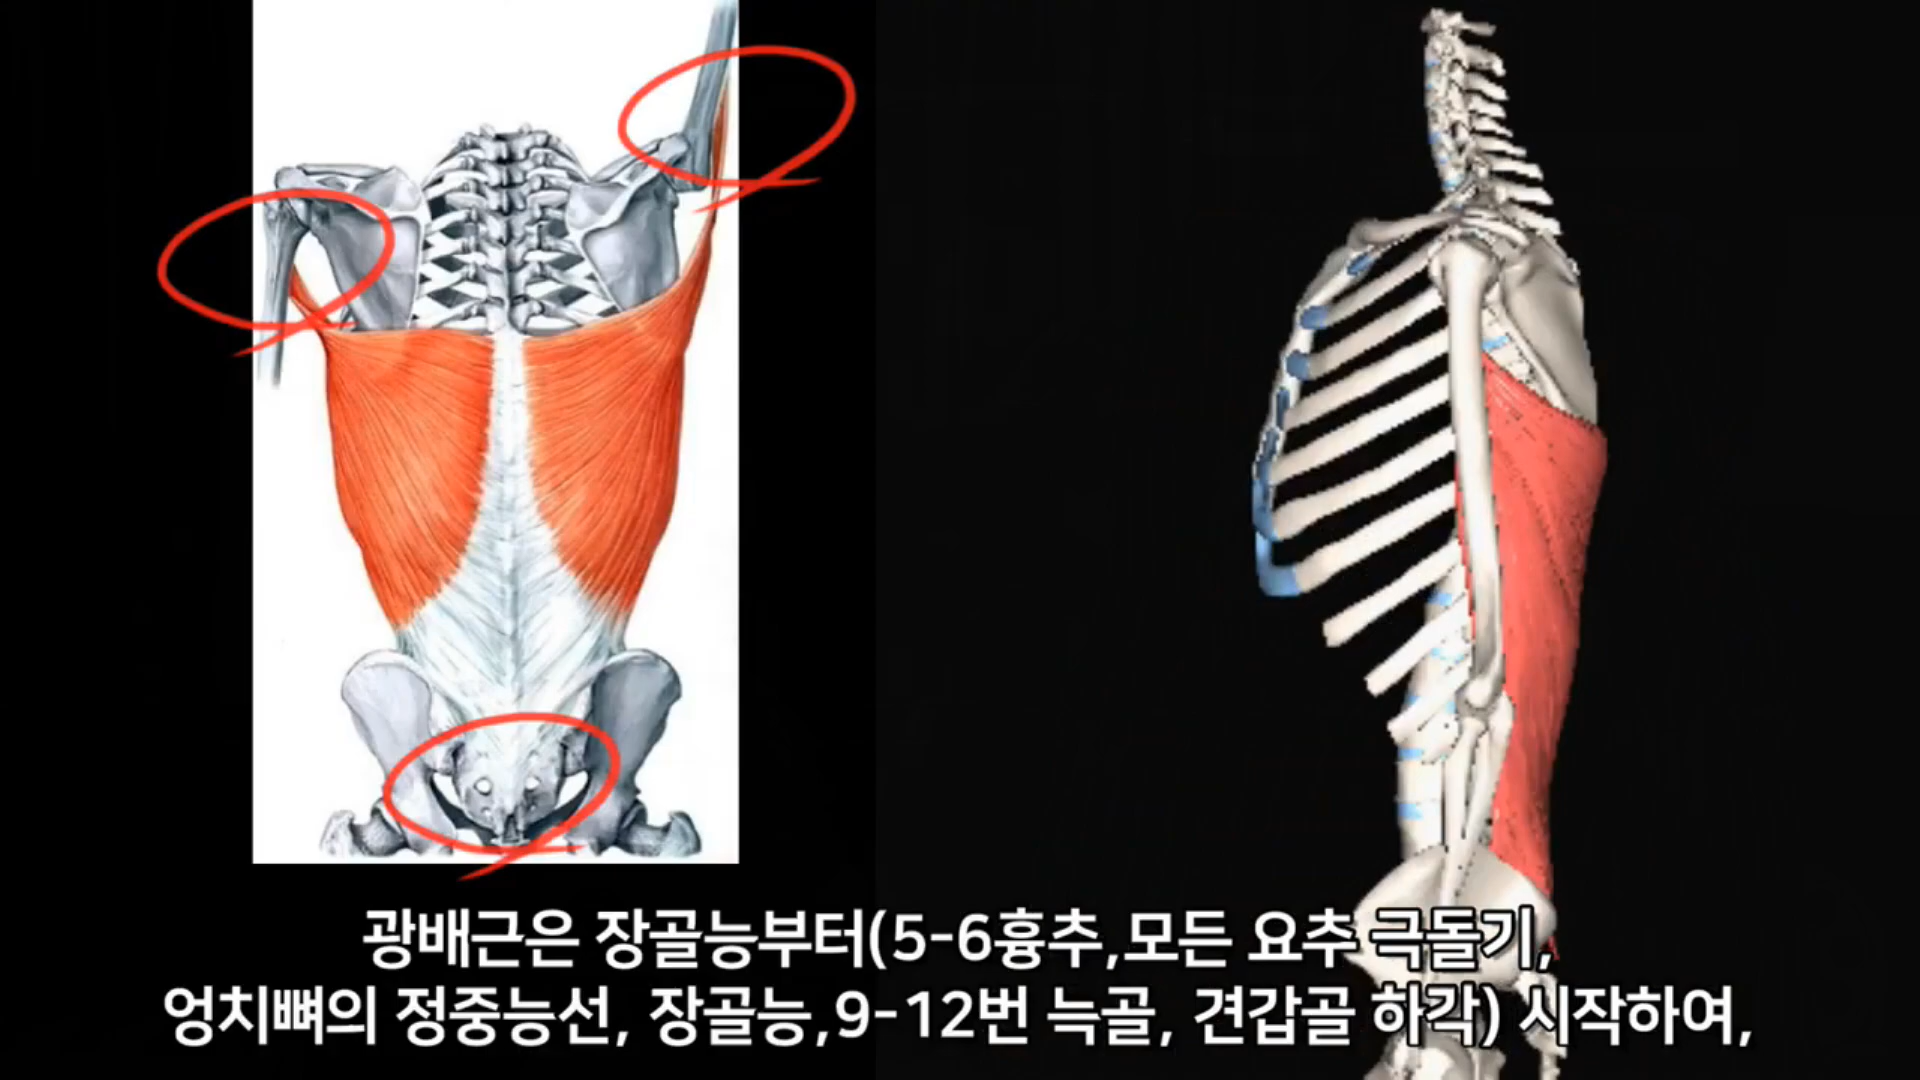 광배근은 장골능부터(5-6흉추,모든 요추 극돌기,
엉치뼈의 정중능선, 장골능,9-12번 늑골, 견갑골 하각) 시작하여,